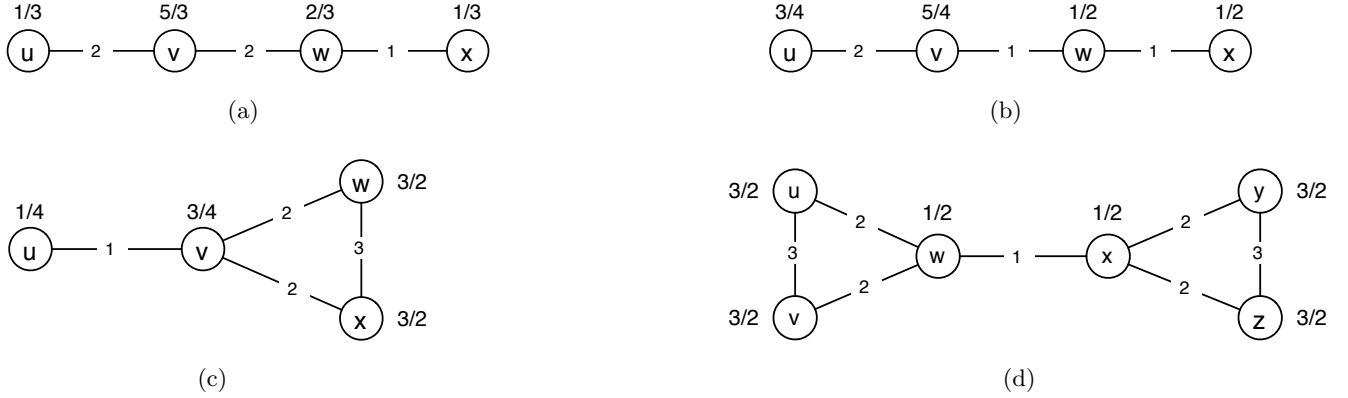 1/3 5/3 2/3 1/3
u 2 v 2 w 1 x
(a)
3/4 5/4 1/2 1/2
u 2 v 1 w 1 x
(b)
w 3/2
1/4 3/4 2
u 1 v 3
2
x 3/2
(c)
3/2 u y 3/2
2 1/2 1/2 2
3 w 1 x 3
2 2
3/2 v z 3/2
(d)